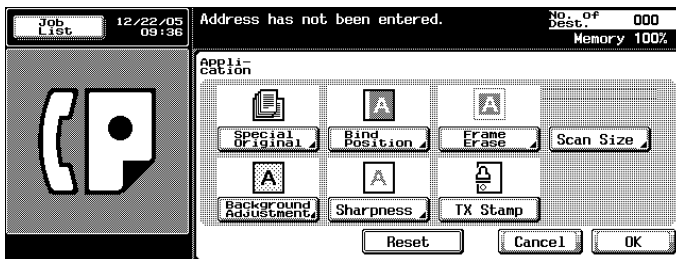 Job
List
12/22/05
09:36
Address has not been entered.
No. of
Dest.
000
Memory 100%
Appli-
cation
A
A
Special
Original
Bind
Position
Frame
Erase
Scan Size
A
A
Background
Adjustment
Sharpness
TX Stamp
Reset
Cancel
OK